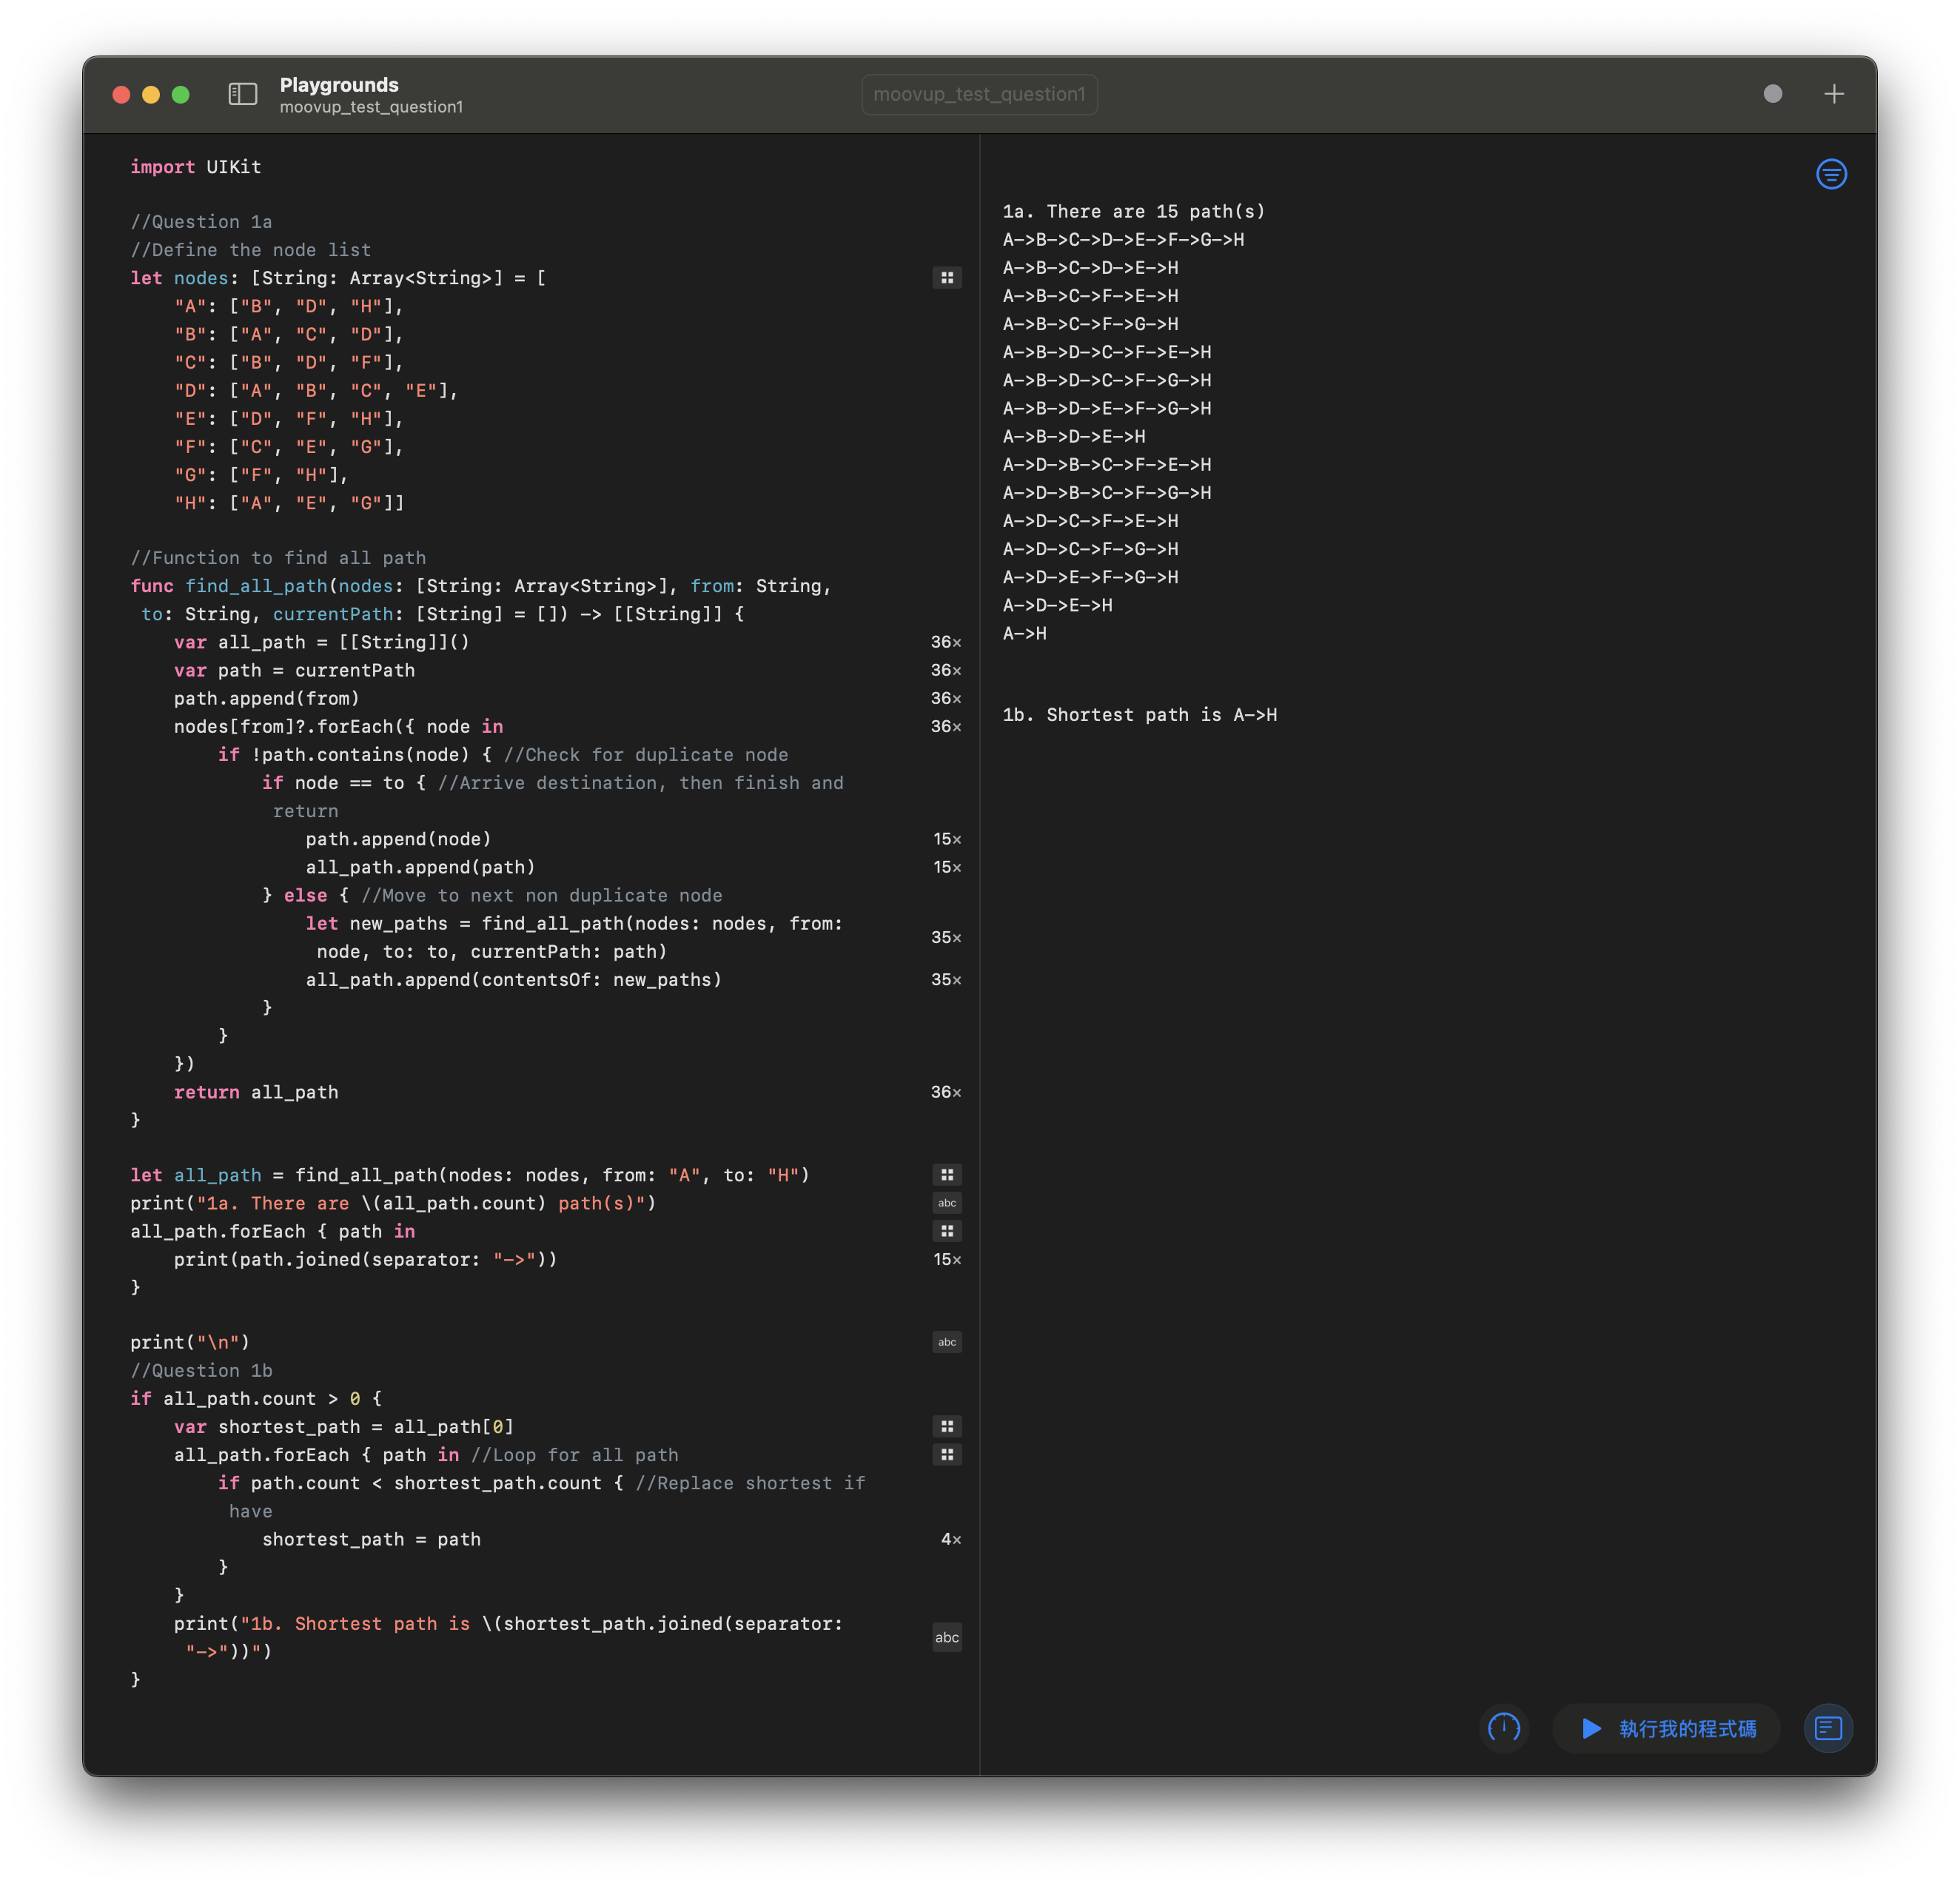 Playgrounds
moovup_test_question1
moovup_test_question1
import UIKit
//Question 1a
//Define the node list
let nodes: [String: Array<String>] = [
"A": ["B", "D", "H"],
"B": ["A", "C", "D"],
"C": ["B", "D", "F"],
"D": ["A", "B", "C", "E"],
"E": ["D", "F", "H"],
"F": ["C", "E", "G"],
"G": ["F", "H"],
"H": ["A", "E", "G"]]
//Function to find all path
func find_all_path(nodes: [String: Array<String>], from: String,
to: String, currentPath: [String] = []) -> [[String]] {
var all_path = [[String]]()
36×
var path = currentPath
36×
path.append(from)
36×
nodes[from]?.forEach({ node in
36×
if !path.contains(node) { //Check for duplicate node
if node == to { //Arrive destination, then finish and
return
path.append(node)
15×
all_path.append(path)
15×
} else { //Move to next non duplicate node
let new_paths = find_all_path(nodes: nodes, from:
node, to: to, currentPath: path)
35×
all_path.append(contentsOf: new_paths)
35×
}
}
})
return all_path
36×
}
let all_path = find_all_path(nodes: nodes, from: "A", to: "H")
print("1a. There are \(all_path.count) path(s)")
abc
all_path.forEach { path in
print(path.joined(separator: "->"))
15×
}
print("\n")
abc
//Question 1b
if all_path.count > 0 {
var shortest_path = all_path[0]
all_path.forEach { path in //Loop for all path
if path.count < shortest_path.count { //Replace shortest if
have
shortest_path = path
4×
}
}
print("1b. Shortest path is \(shortest_path.joined(separator:
"->"))")
abc
}
1a. There are 15 path(s)
A->B->C->D->E->F->G->H
A->B->C->D->E->H
A->B->C->F->E->H
A->B->C->F->G->H
A->B->D->C->F->E->H
A->B->D->C->F->G->H
A->B->D->E->F->G->H
A->B->D->E->H
A->D->B->C->F->E->H
A->D->B->C->F->G->H
A->D->C->F->E->H
A->D->C->F->G->H
A->D->E->F->G->H
A->D->E->H
A->H
1b. Shortest path is A->H
執行我的程式碼